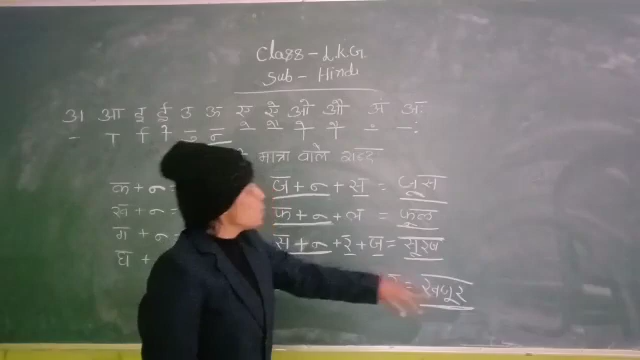 Class - L.K.G
Sub - Hindi
अ आ इ ई उ ऊ ए ऐ ओ औ अं अः
- ा ि ी ु ू े ै ो ौ ं ः
मात्रा वाले शब्द
क + ू = ज + ू + स = जूस
ख + ू = फ + ू + ल = फूल
ग + ू = स + ू + र + ज = सूरज
घ + = खजूर